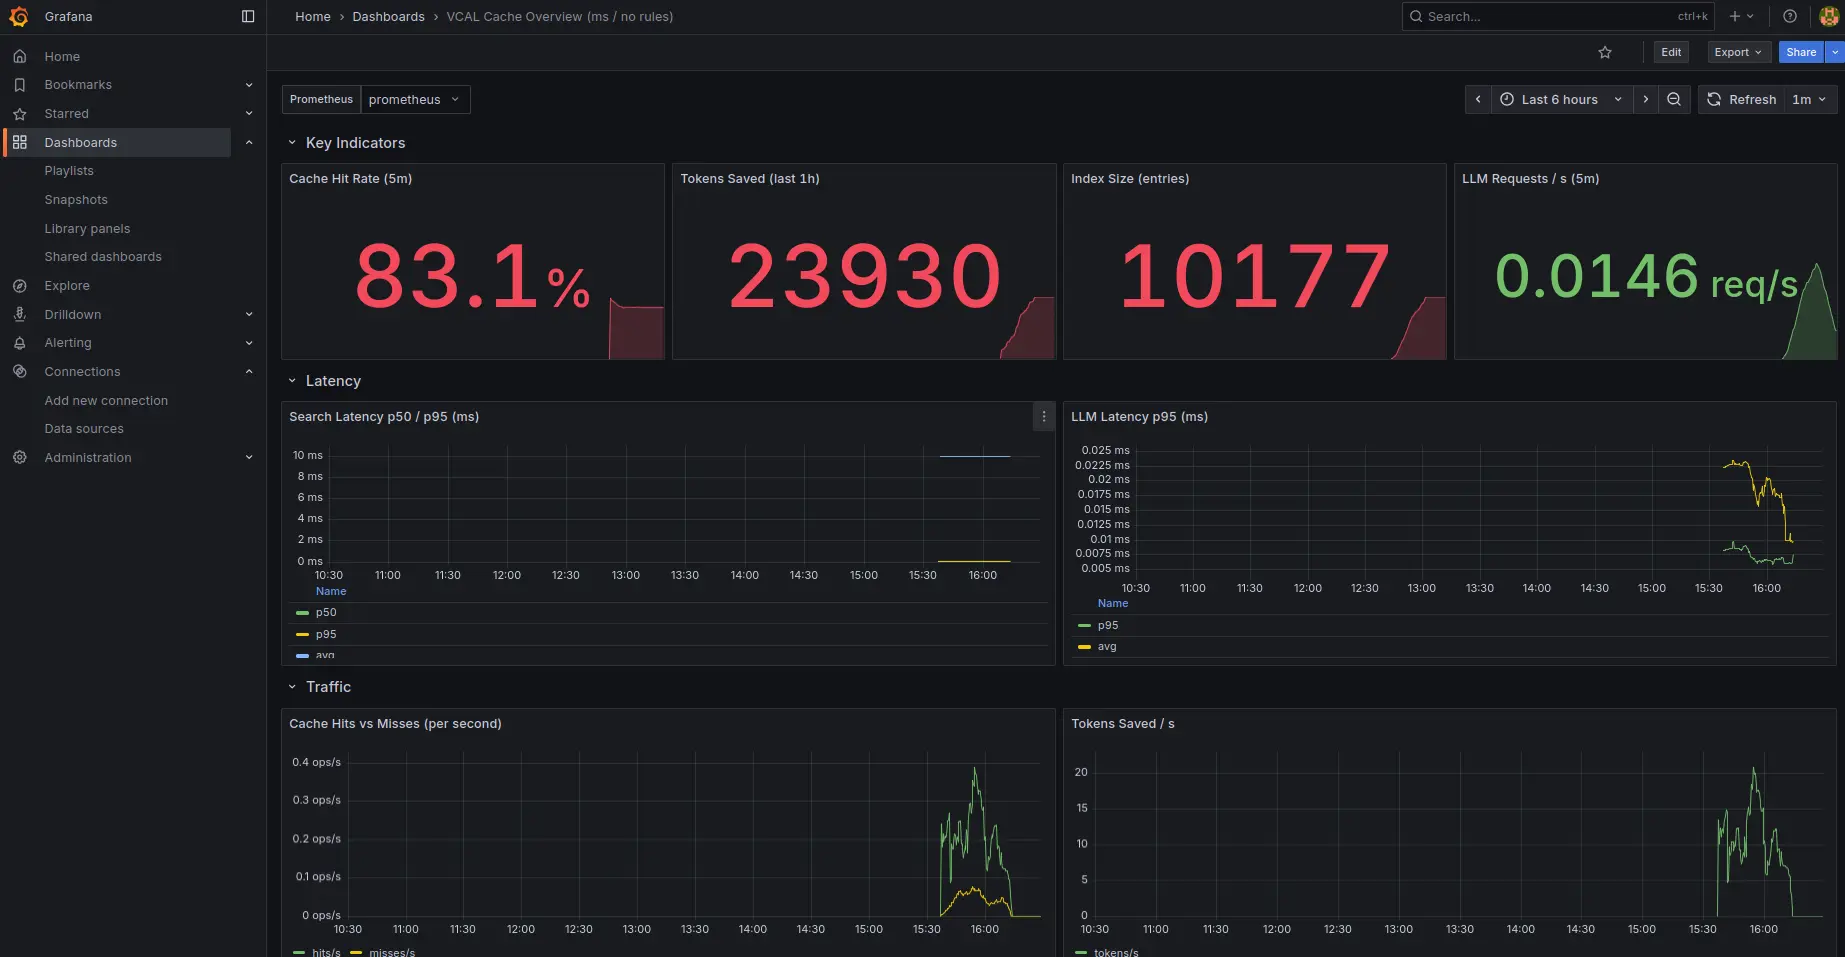 Grafana
Home › Dashboards › VCAL Cache Overview (ms / no rules)
Search... ctrl+k
Home
Bookmarks
Starred
Dashboards
Playlists
Snapshots
Library panels
Shared dashboards
Explore
Drilldown
Alerting
Connections
Add new connection
Data sources
Administration
Edit Export Share
Prometheus prometheus
Last 6 hours Refresh 1m
Key Indicators
Cache Hit Rate (5m)
83.1%
Tokens Saved (last 1h)
23930
Index Size (entries)
10177
LLM Requests / s (5m)
0.0146 req/s
Latency
Search Latency p50 / p95 (ms)
10 ms
8 ms
6 ms
4 ms
2 ms
0 ms
10:30 11:00 11:30 12:00 12:30 13:00 13:30 14:00 14:30 15:00 15:30 16:00
Name
p50
p95
avg
LLM Latency p95 (ms)
0.025 ms
0.0225 ms
0.02 ms
0.0175 ms
0.015 ms
0.0125 ms
0.01 ms
0.0075 ms
0.005 ms
10:30 11:00 11:30 12:00 12:30 13:00 13:30 14:00 14:30 15:00 15:30 16:00
Name
p95
avg
Traffic
Cache Hits vs Misses (per second)
0.4 ops/s
0.3 ops/s
0.2 ops/s
0.1 ops/s
0 ops/s
10:30 11:00 11:30 12:00 12:30 13:00 13:30 14:00 14:30 15:00 15:30 16:00
hits/s misses/s
Tokens Saved / s
20
15
10
5
0
10:30 11:00 11:30 12:00 12:30 13:00 13:30 14:00 14:30 15:00 15:30 16:00
tokens/s